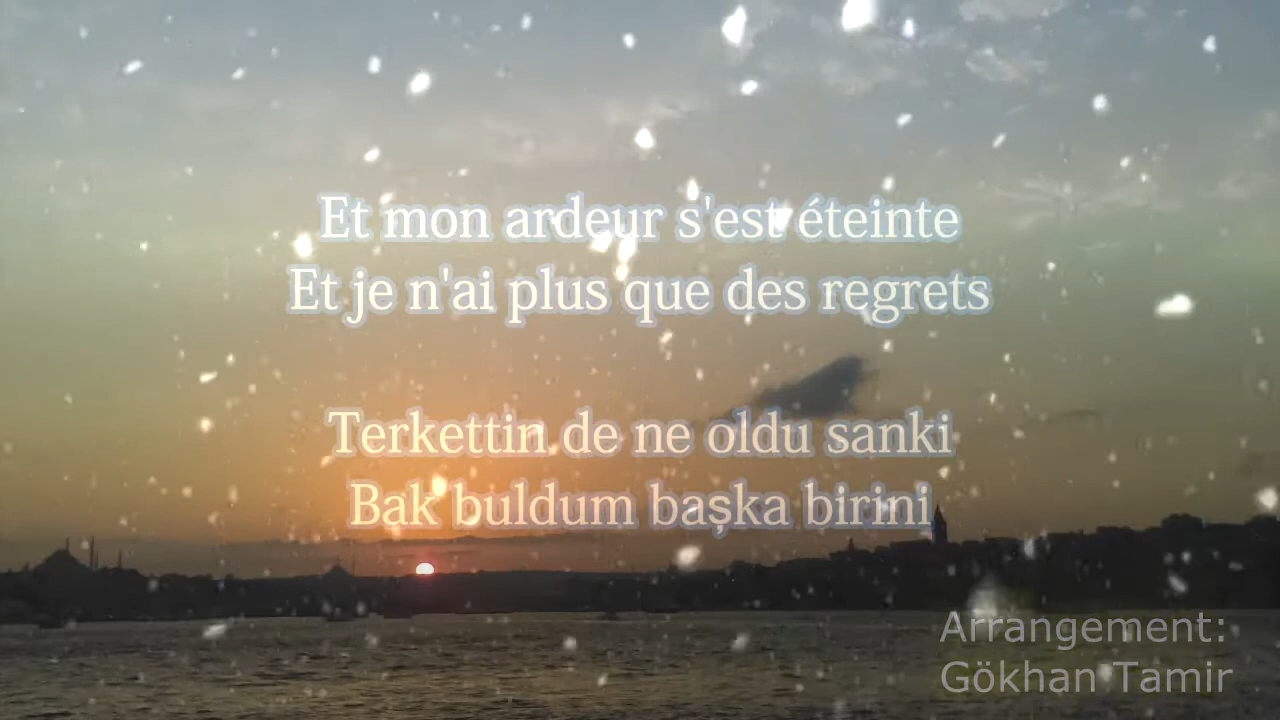 Et mon ardeur s'est éteinte
Et je n'ai plus que des regrets
Terkettin de ne oldu sanki
Bak buldum başka birini
Arrangement:
Gökhan Tamir